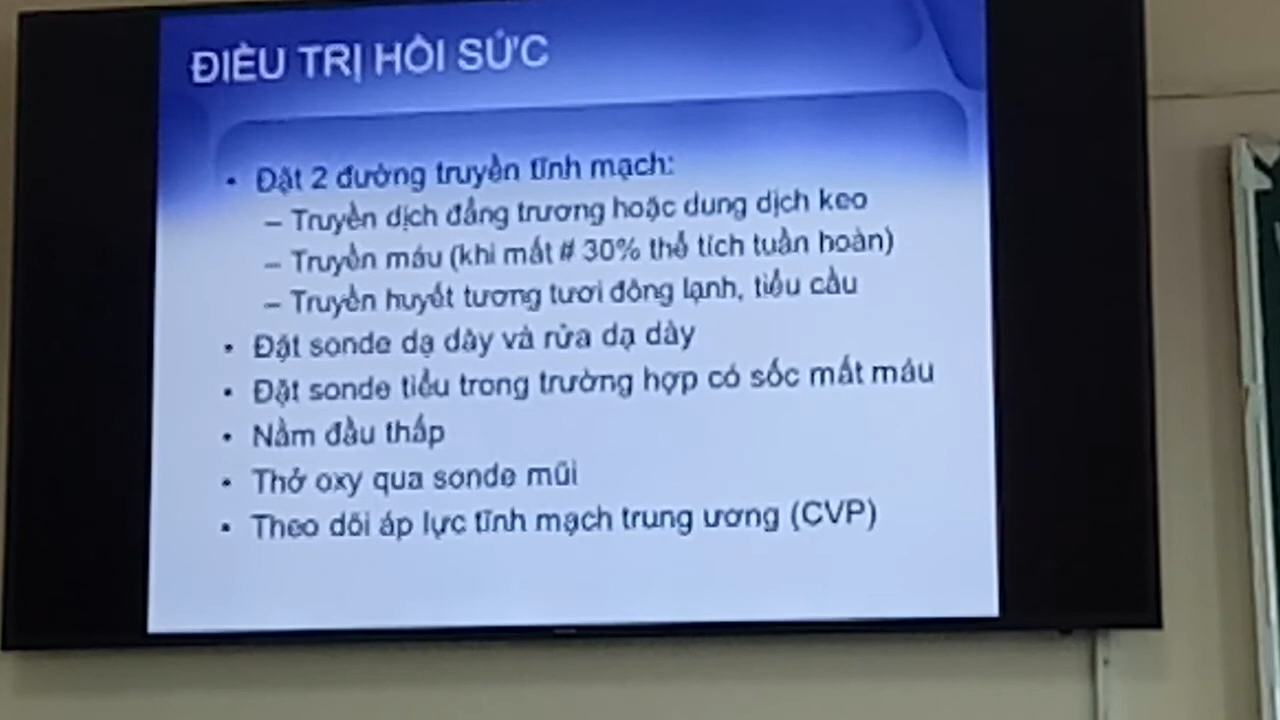 ĐIỀU TRỊ HỒI SỨC
• Đặt 2 đường truyền tĩnh mạch:
– Truyền dịch đẳng trương hoặc dung dịch keo
– Truyền máu (khi mất # 30% thể tích tuần hoàn)
– Truyền huyết tương tươi đông lạnh, tiểu cầu
• Đặt sonde dạ dày và rửa dạ dày
• Đặt sonde tiểu trong trường hợp có sốc mất máu
• Nằm đầu thấp
• Thở oxy qua sonde mũi
• Theo dõi áp lực tĩnh mạch trung ương (CVP)